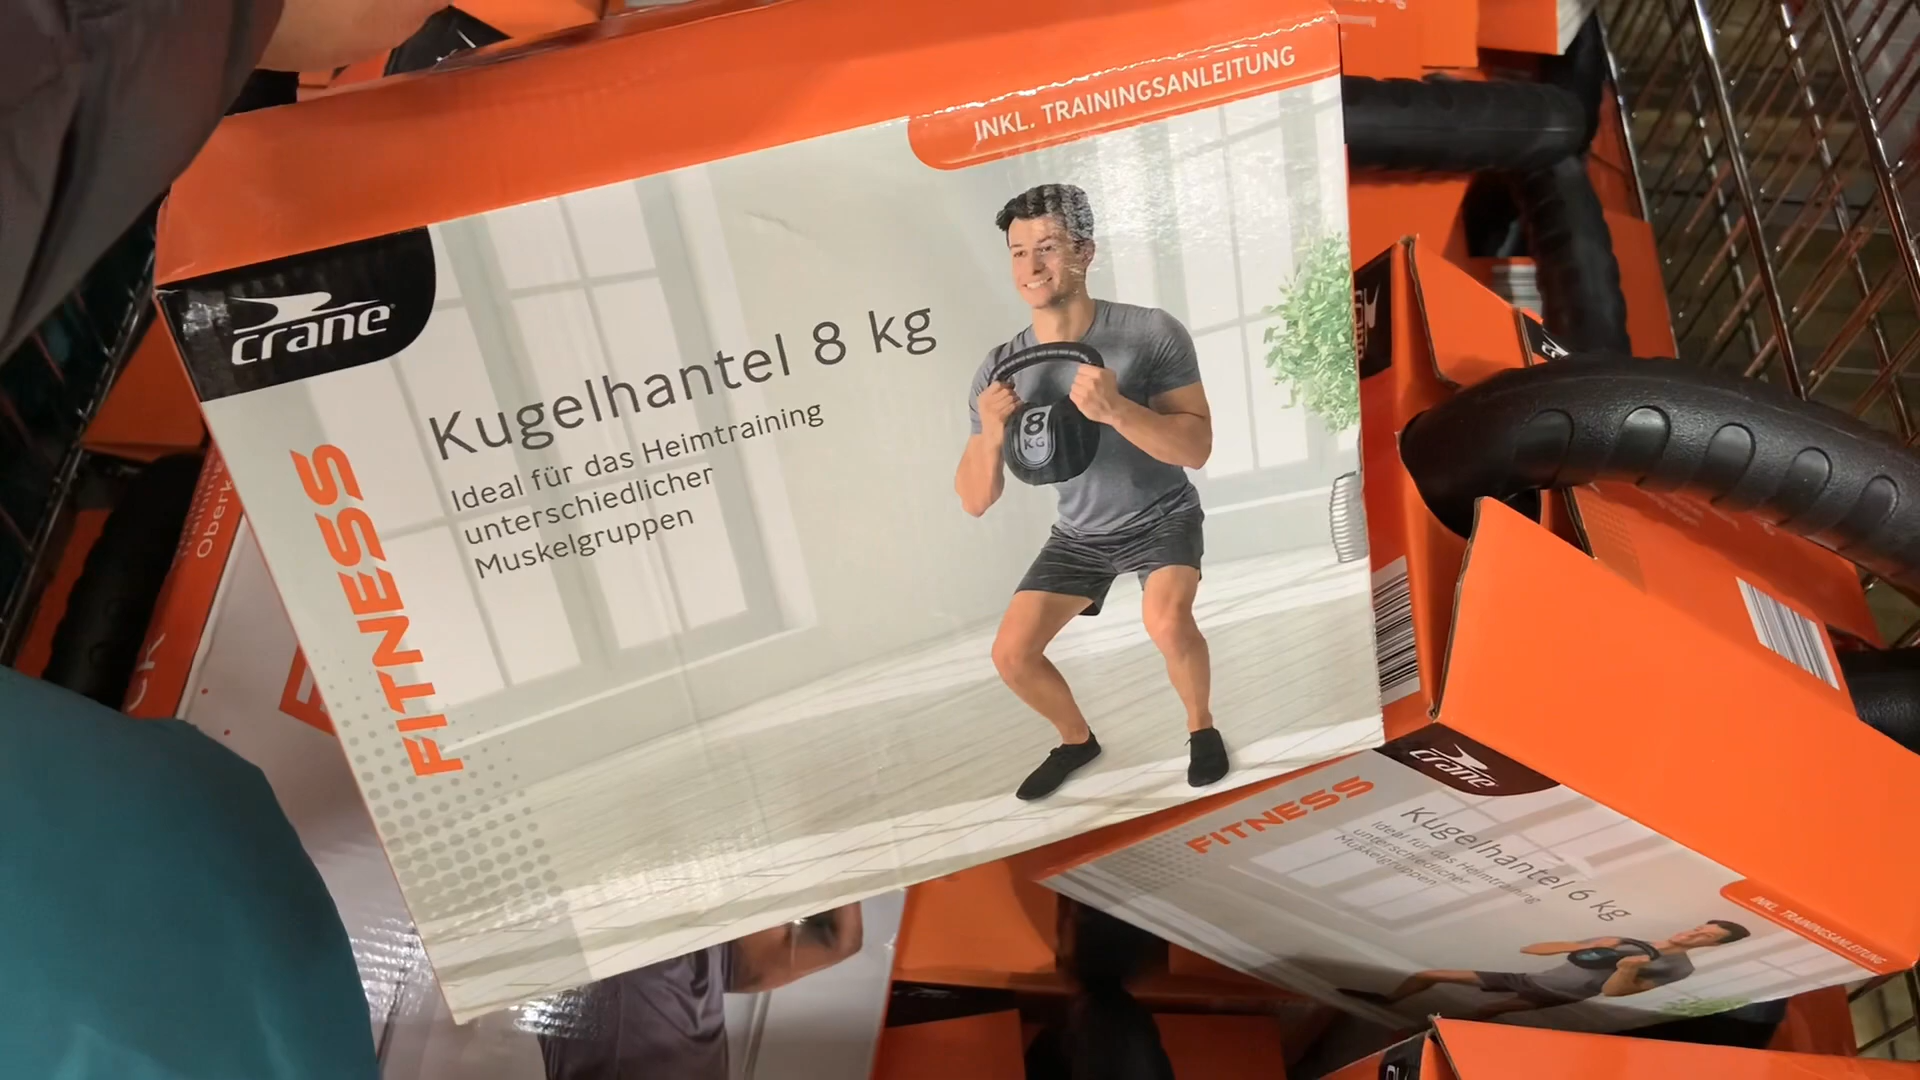 INKL. TRAININGSANLEITUNG
crane
Kugelhantel 8 kg
Ideal für das Heimtraining
unterschiedlicher
Muskelgruppen
FITNESS
8
KG
Oberk
crane
FITNESS
Kugelhantel 6 kg
Ideal für das Heimtraining
unterschiedlicher
Muskelgruppen
INKL. TRAININGSANLEITUNG